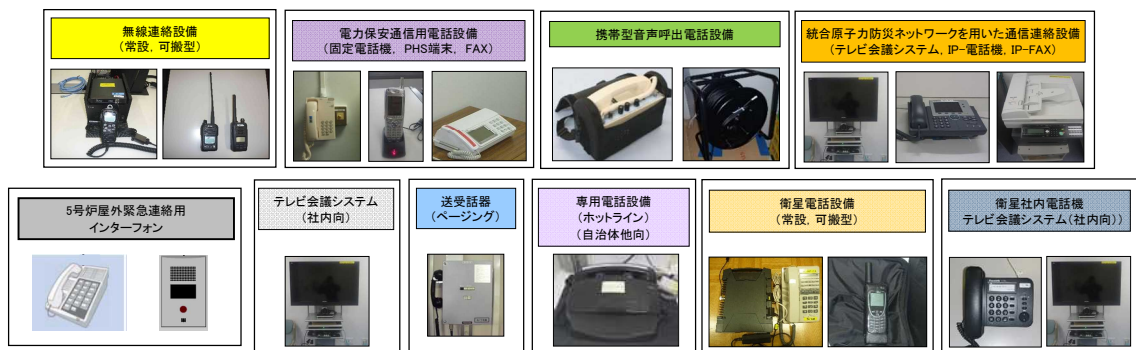 無線連絡設備
(常設，可搬型)
電力保安通信用電話設備
(固定電話機，PHS端末，FAX)
携帯型音声呼出電話設備
統合原子力防災ネットワークを用いた通信連絡設備
(テレビ会議システム，IP-電話機，IP-FAX)
5号炉屋外緊急連絡用
インターフォン
テレビ会議システム
(社内向)
送受話器
(ページング)
専用電話設備
(ホットライン)
(自治体他向)
衛星電話設備
(常設，可搬型)
衛星社内電話機
テレビ会議システム(社内向))